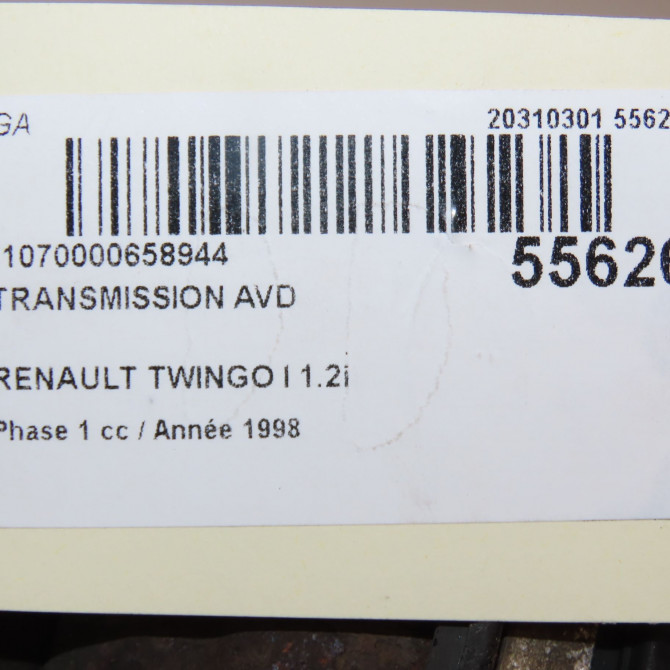 GA 20310301 5562
1070000658944
55620
TRANSMISSION AVD
RENAULT TWINGO I 1.2i
Phase 1 cc / Année 1998